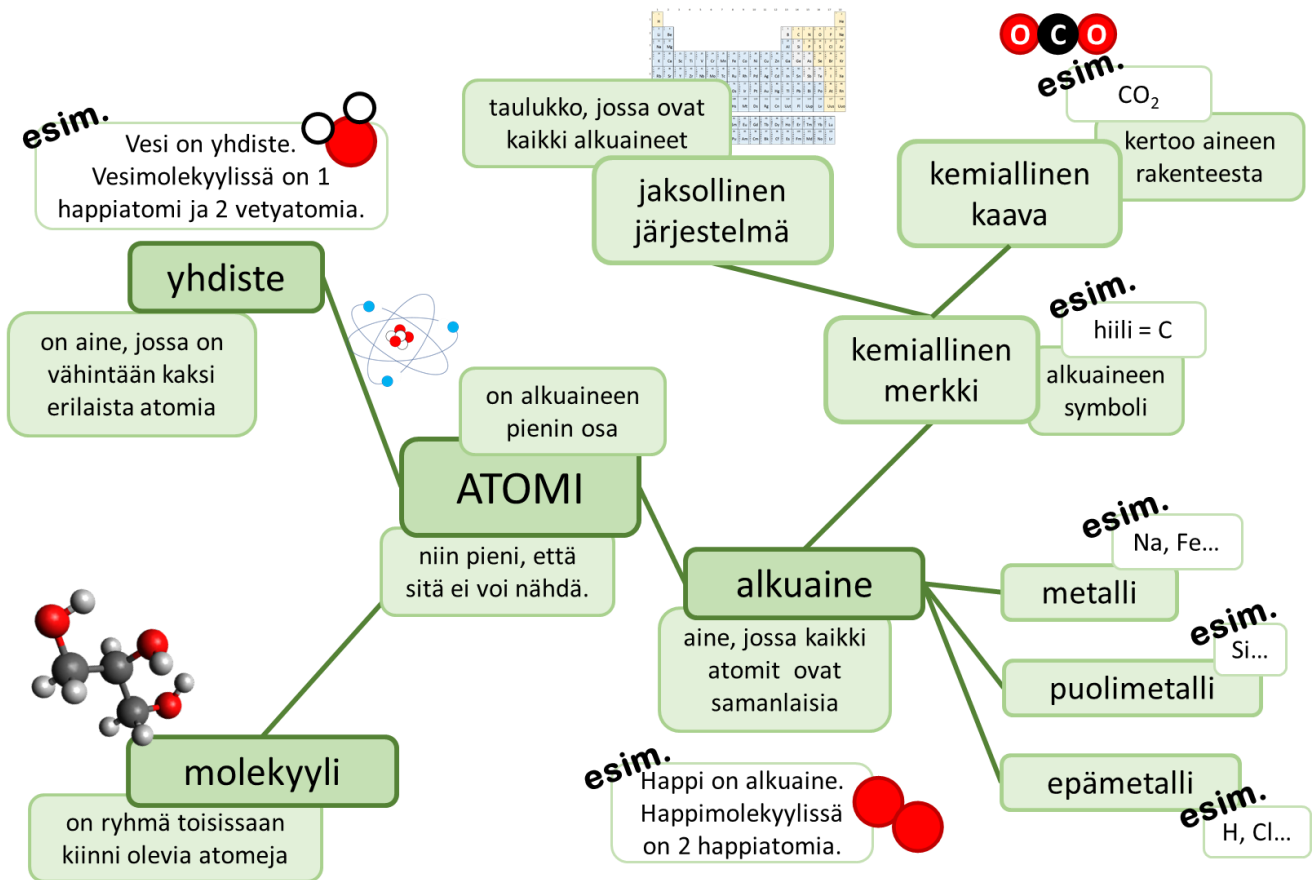 esim.
Vesi on yhdiste.
Vesimolekyylissä on 1
happiatomi ja 2 vetyatomia.
yhdiste
on aine, jossa on
vähintään kaksi
erilaista atomia
taulukko, jossa ovat
kaikki alkuaineet
jaksollinen
järjestelmä
O C O
esim.
CO₂
kertoo aineen
rakenteesta
kemiallinen
kaava
esim.
hiili = C
alkuaineen
symboli
kemiallinen
merkki
on alkuaineen
pienin osa
ATOMI
niin pieni, että
sitä ei voi nähdä.
alkuaine
aine, jossa kaikki
atomit ovat
samanlaisia
esim.
Na, Fe...
metalli
esim.
Si...
puolimetalli
epämetalli
esim.
H, Cl...
molekyyli
on ryhmä toisissaan
kiinni olevia atomeja
esim.
Happi on alkuaine.
Happimolekyylissä
on 2 happiatomia.